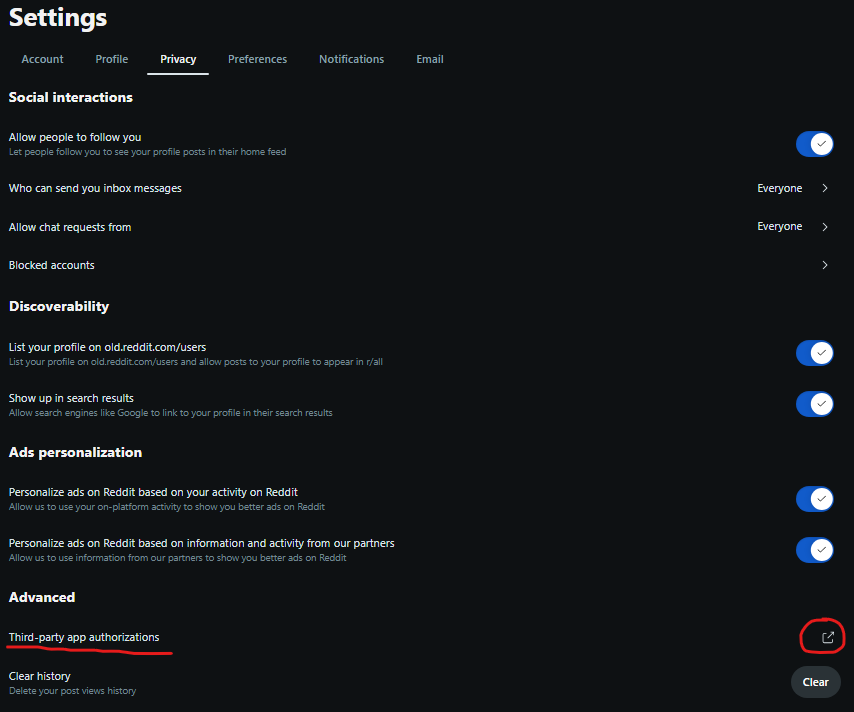 Settings
Account Profile Privacy Preferences Notifications Email
Social interactions
Allow people to follow you
Let people follow you to see your profile posts in their home feed
Who can send you inbox messages Everyone
Allow chat requests from Everyone
Blocked accounts
Discoverability
List your profile on old.reddit.com/users
List your profile on old.reddit.com/users and allow posts to your profile to appear in r/all
Show up in search results
Allow search engines like Google to link to your profile in their search results
Ads personalization
Personalize ads on Reddit based on your activity on Reddit
Allow us to use your on-platform activity to show you better ads on Reddit
Personalize ads on Reddit based on information and activity from our partners
Allow us to use information from our partners to show you better ads on Reddit
Advanced
Third-party app authorizations
Clear history
Delete your post views history
Clear